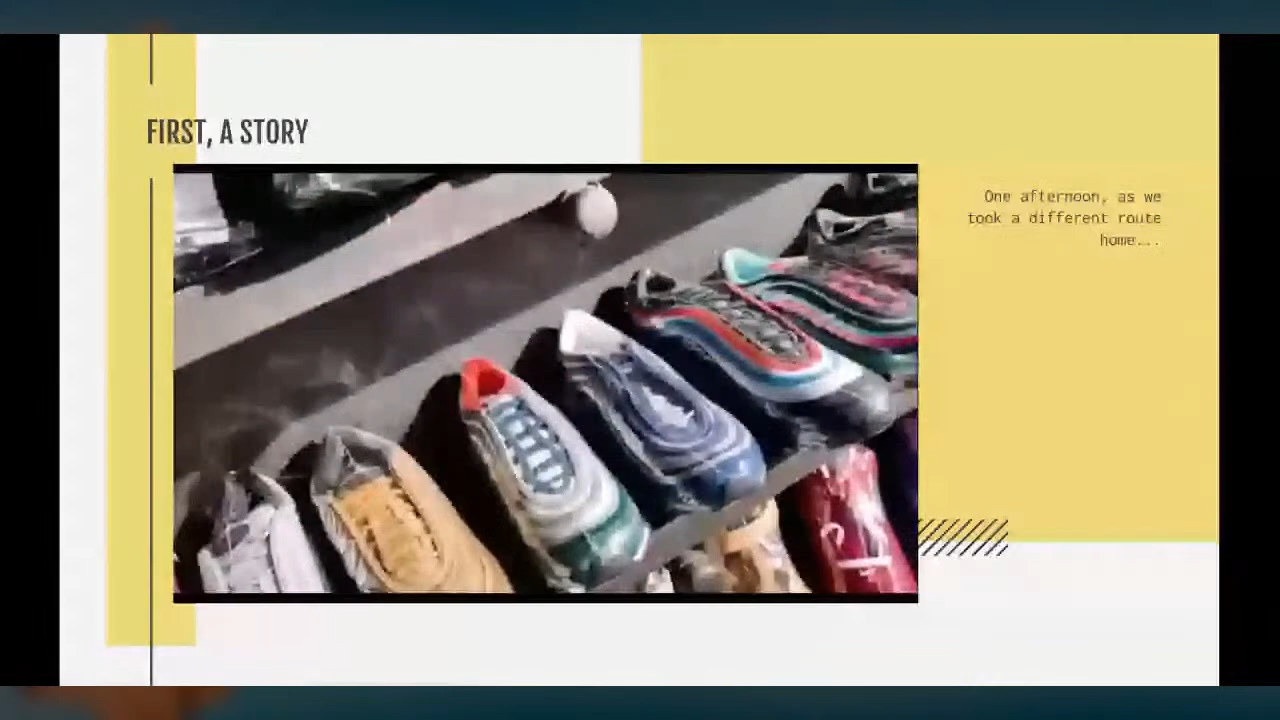 FIRST, A STORY
One afternoon, as we
took a different route
home...